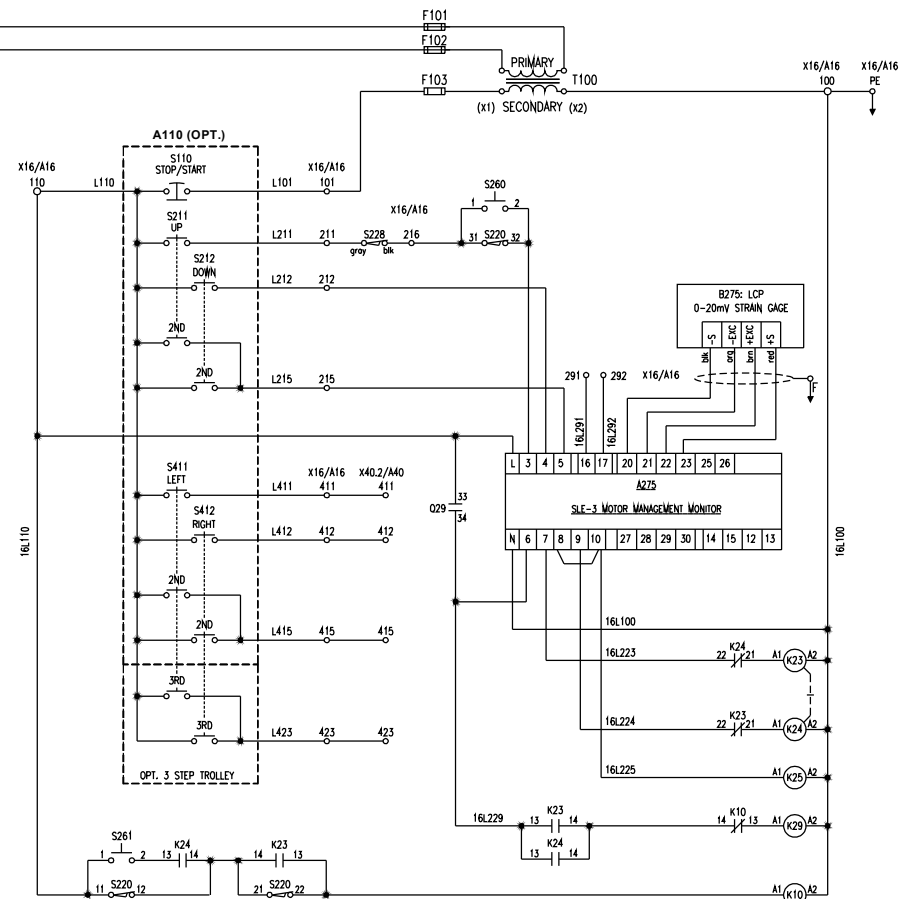 F101
F102
PRIMARY
F103
T100
(X1) SECONDARY (X2)
X16/A16
100
X16/A16
PE
A110 (OPT.)
S110
STOP/START
X16/A16
110
L110
L101
X16/A16
101
S211
UP
L211
211
S228
gray
blk
X16/A16
216
S260
1
2
31
S220
32
S212
DOWN
L212
212
2ND
2ND
L215
215
B275: LCP
0-20mV STRAIN GAGE
-S
-EXC
+EXC
+S
blk
org
brn
red
F
291
292
X16/A16
16L291
16L292
L 3 4 5 16 17 20 21 22 23 25 26
A275
SLE-3 MOTOR MANAGEMENT MONITOR
N 6 7 8 9 10 27 28 29 30 14 15 12 13
S411
LEFT
L411
X16/A16
411
X40.2/A40
411
S412
RIGHT
L412
412
412
Q29
33
34
16L110
16L100
2ND
2ND
L415
415
415
3RD
3RD
L423
423
423
OPT. 3 STEP TROLLEY
16L100
16L223
K24
22
21
A1
K23
A2
16L224
K23
22
21
A1
K24
A2
16L225
A1
K25
A2
16L229
K23
13
14
K24
13
14
K10
14
13
A1
K29
A2
S261
1
2
K24
13
14
K23
14
13
11
S220
12
21
S220
22
A1
K10
A2